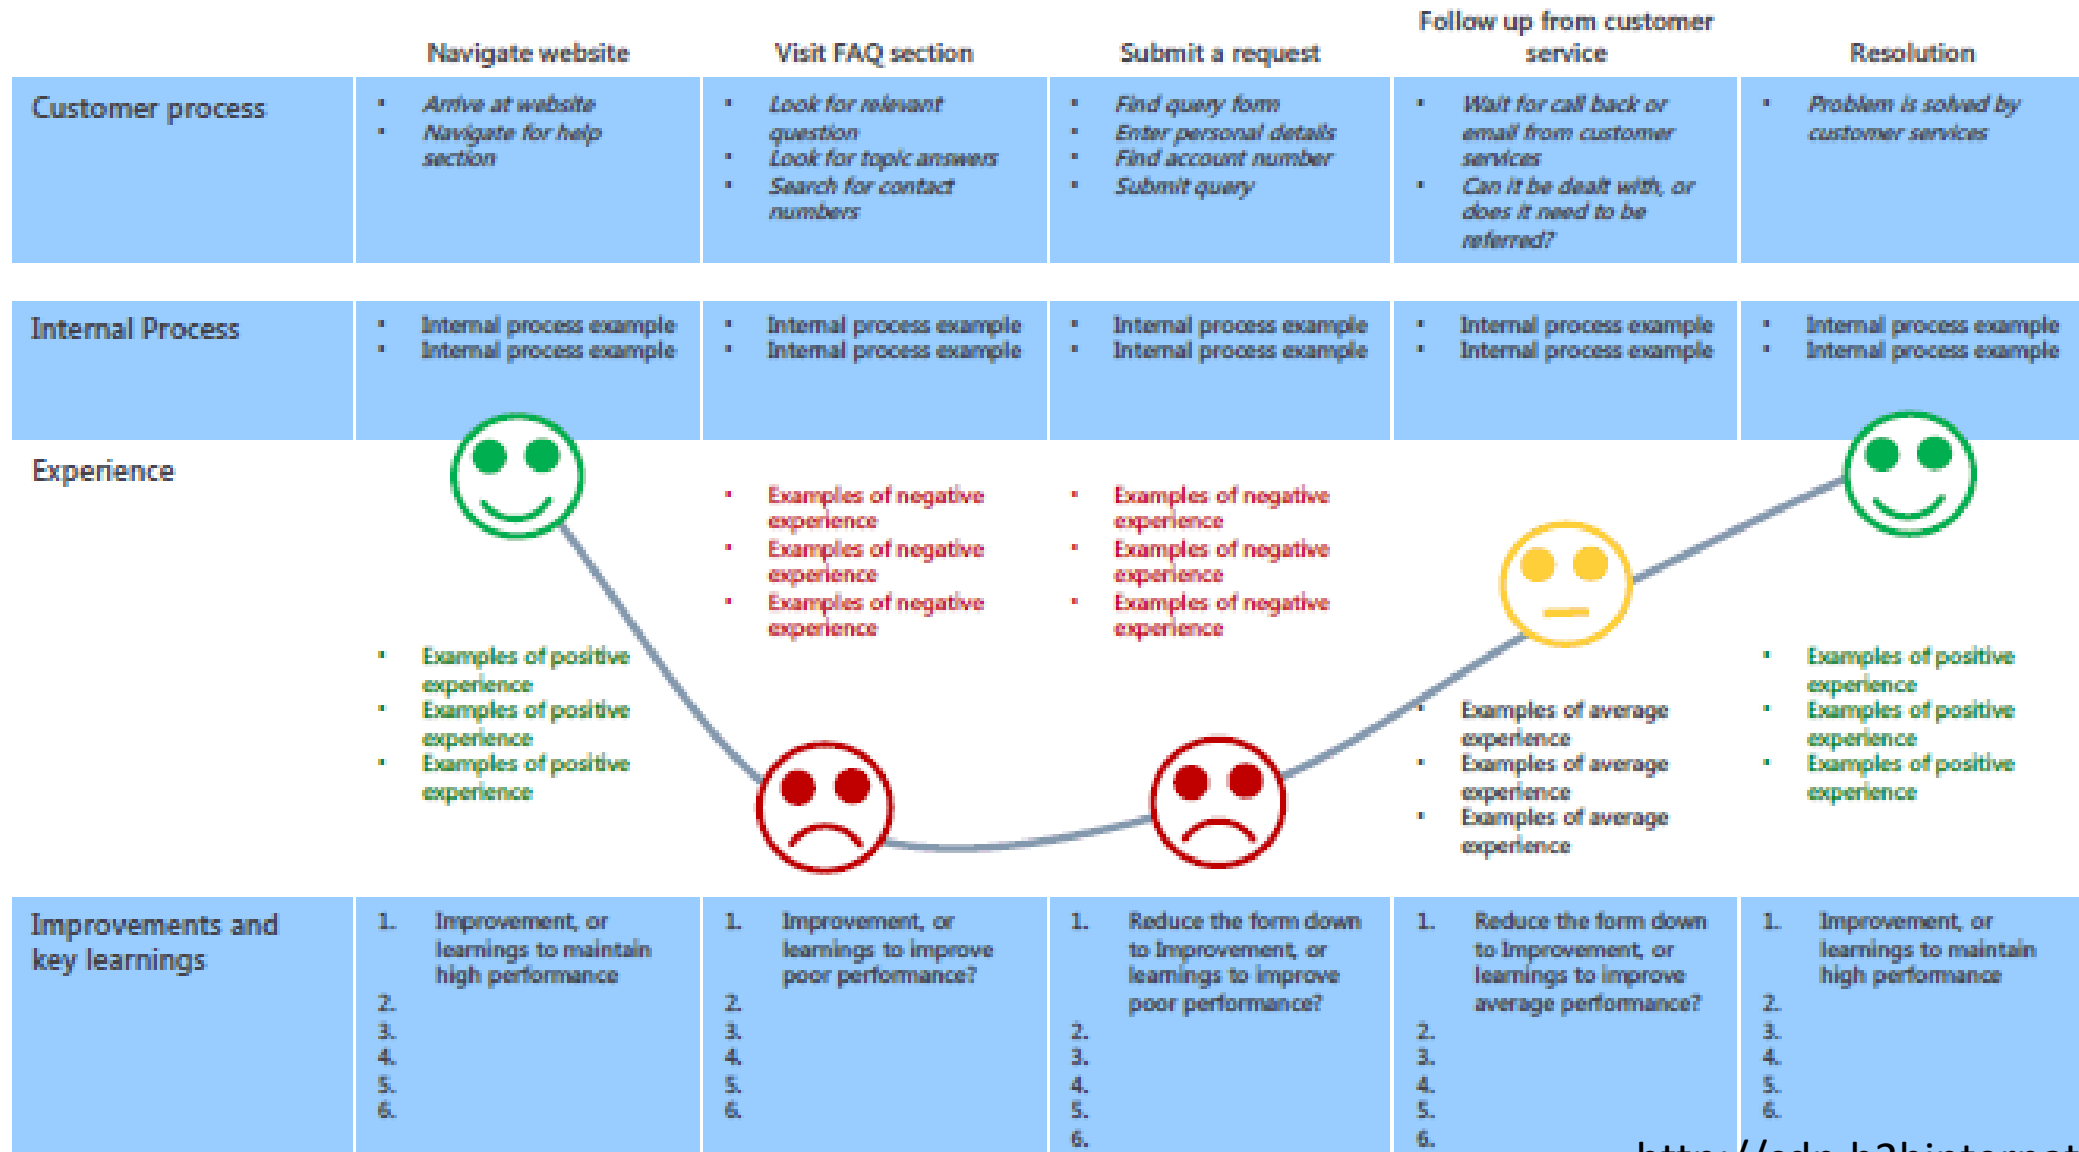 Navigate website
Visit FAQ section
Submit a request
Follow up from customer
service
Resolution
Customer process
• Arrive at website
• Navigate for help
section
• Look for relevant
question
• Look for topic answers
• Search for contact
numbers
• Find query form
• Enter personal details
• Find account number
• Submit query
• Wait for call back or
email from customer
services
• Can it be dealt with, or
does it need to be
referred?
• Problem is solved by
customer services
Internal Process
• Internal process example
• Internal process example
• Internal process example
• Internal process example
• Internal process example
• Internal process example
• Internal process example
• Internal process example
• Internal process example
• Internal process example
Experience
• Examples of positive
experience
• Examples of positive
experience
• Examples of positive
experience
• Examples of negative
experience
• Examples of negative
experience
• Examples of negative
experience
• Examples of negative
experience
• Examples of negative
experience
• Examples of negative
experience
• Examples of average
experience
• Examples of average
experience
• Examples of average
experience
• Examples of positive
experience
• Examples of positive
experience
• Examples of positive
experience
Improvements and
key learnings
1. Improvement, or
learnings to maintain
high performance
2.
3.
4.
5.
6.
1. Improvement, or
learnings to improve
poor performance?
2.
3.
4.
5.
6.
1. Reduce the form down
to Improvement, or
learnings to improve
poor performance?
2.
3.
4.
5.
6.
1. Reduce the form down
to Improvement, or
learnings to improve
average performance?
2.
3.
4.
5.
6.
1. Improvement, or
learnings to maintain
high performance
2.
3.
4.
5.
6.